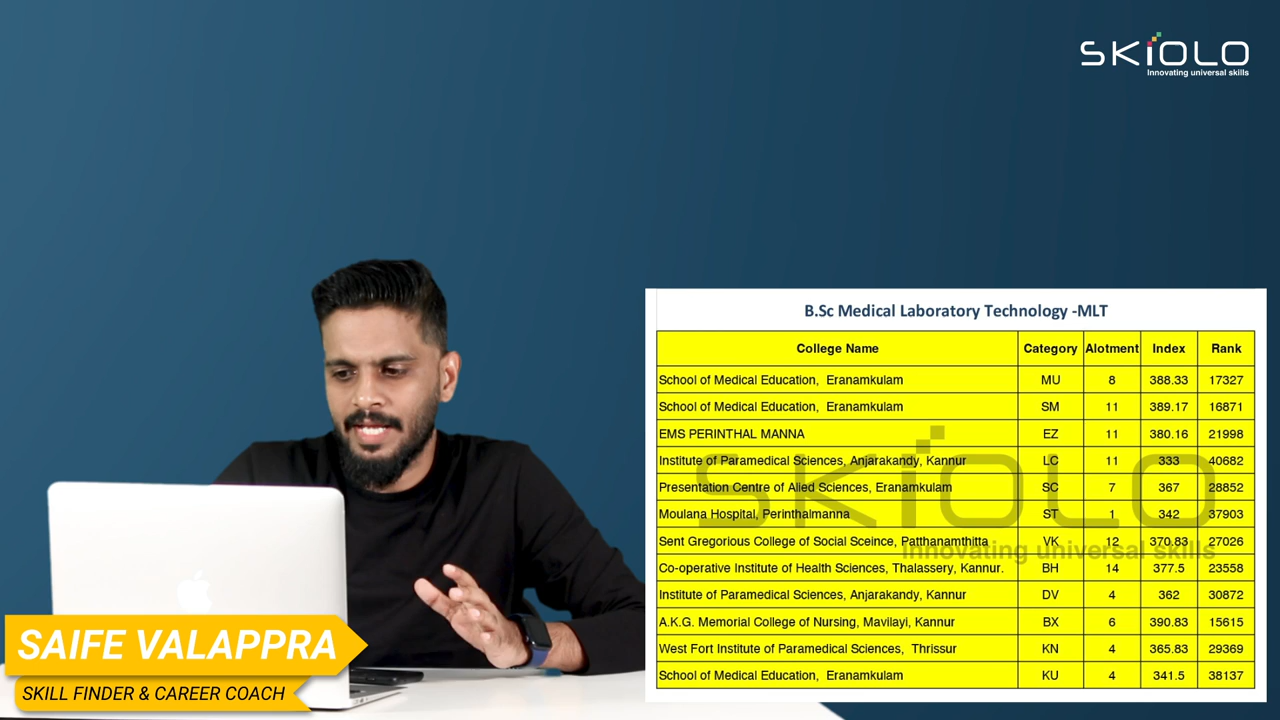 SKiOLO
Innovating universal skills
B.Sc Medical Laboratory Technology -MLT
College Name Category Alotment Index Rank
School of Medical Education, Eranamkulam MU 8 388.33 17327
School of Medical Education, Eranamkulam SM 11 389.17 16871
EMS PERINTHAL MANNA EZ 11 380.16 21998
Institute of Paramedical Sciences, Anjarakandy, Kannur LC 11 333 40682
Presentation Centre of Alied Sciences, Eranamkulam SC 7 367 28852
Moulana Hospital, Perinthalmanna ST 1 342 37903
Sent Gregorious College of Social Sceince, Patthanamthitta VK 12 370.83 27026
Co-operative Institute of Health Sciences, Thalassery, Kannur. BH 14 377.5 23558
Institute of Paramedical Sciences, Anjarakandy, Kannur DV 4 362 30872
A.K.G. Memorial College of Nursing, Mavilayi, Kannur BX 6 390.83 15615
West Fort Institute of Paramedical Sciences, Thrissur KN 4 365.83 29369
School of Medical Education, Eranamkulam KU 4 341.5 38137
SKiOLO
Innovating universal skills
SAIFE VALAPPRA
SKILL FINDER & CAREER COACH